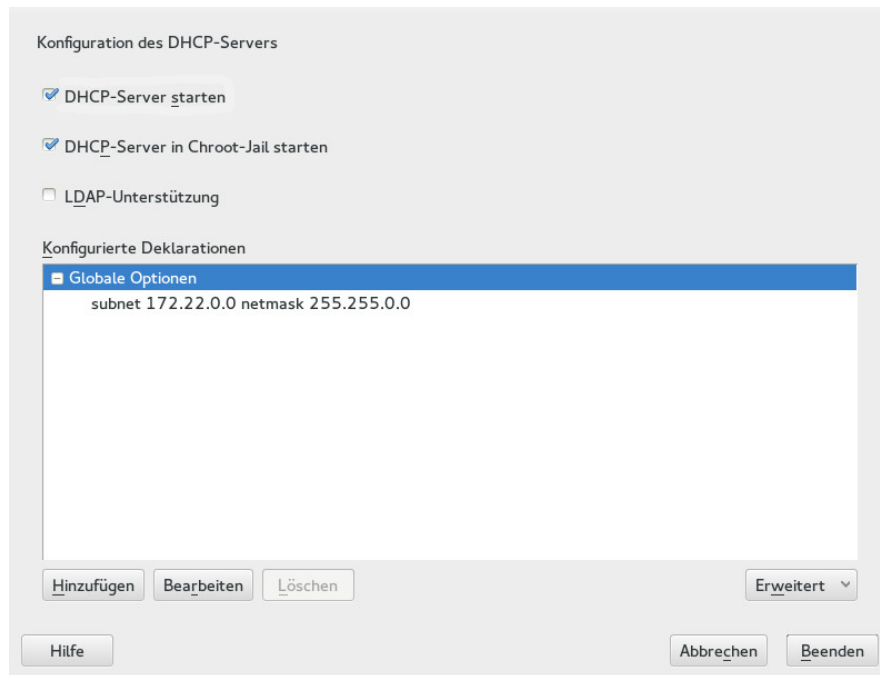 Konfiguration des DHCP-Servers
DHCP-Server starten
DHCP-Server in Chroot-Jail starten
LDAP-Unterstützung
Konfigurierte Deklarationen
Globale Optionen
subnet 172.22.0.0 netmask 255.255.0.0
Hinzufügen Bearbeiten Löschen Erweitert
Hilfe Abbrechen Beenden